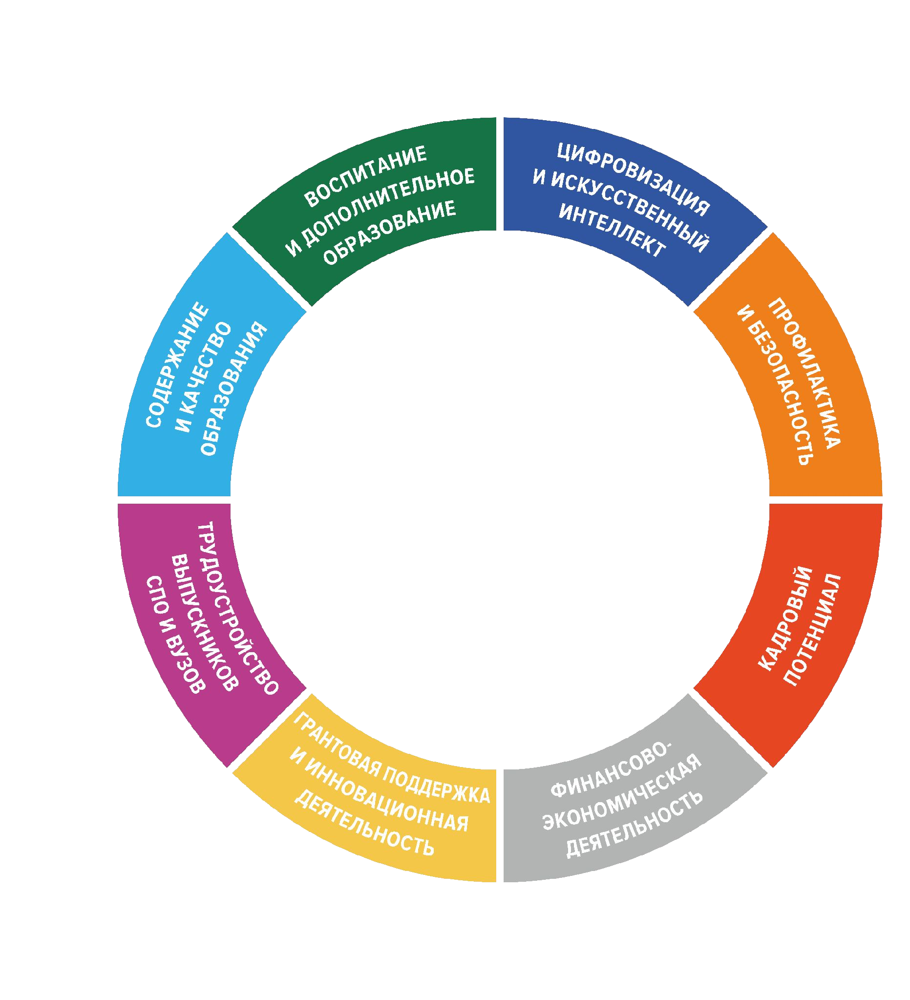 ВОСПИТАНИЕ
И ДОПОЛНИТЕЛЬНОЕ
ОБРАЗОВАНИЕ
ЦИФРОВИЗАЦИЯ
И ИСКУССТВЕННЫЙ
ИНТЕЛЛЕКТ
ПРОФИЛАКТИКА
И БЕЗОПАСНОСТЬ
КАДРОВЫЙ
ПОТЕНЦИАЛ
ФИНАНСОВО-
ЭКОНОМИЧЕСКАЯ
ДЕЯТЕЛЬНОСТЬ
ГРАНТОВАЯ ПОДДЕРЖКА
И ИННОВАЦИОННАЯ
ДЕЯТЕЛЬНОСТЬ
ТРУДОУСТРОЙСТВО
ВЫПУСКНИКОВ
СПО И ВУЗОВ
СОДЕРЖАНИЕ
И КАЧЕСТВО
ОБРАЗОВАНИЯ